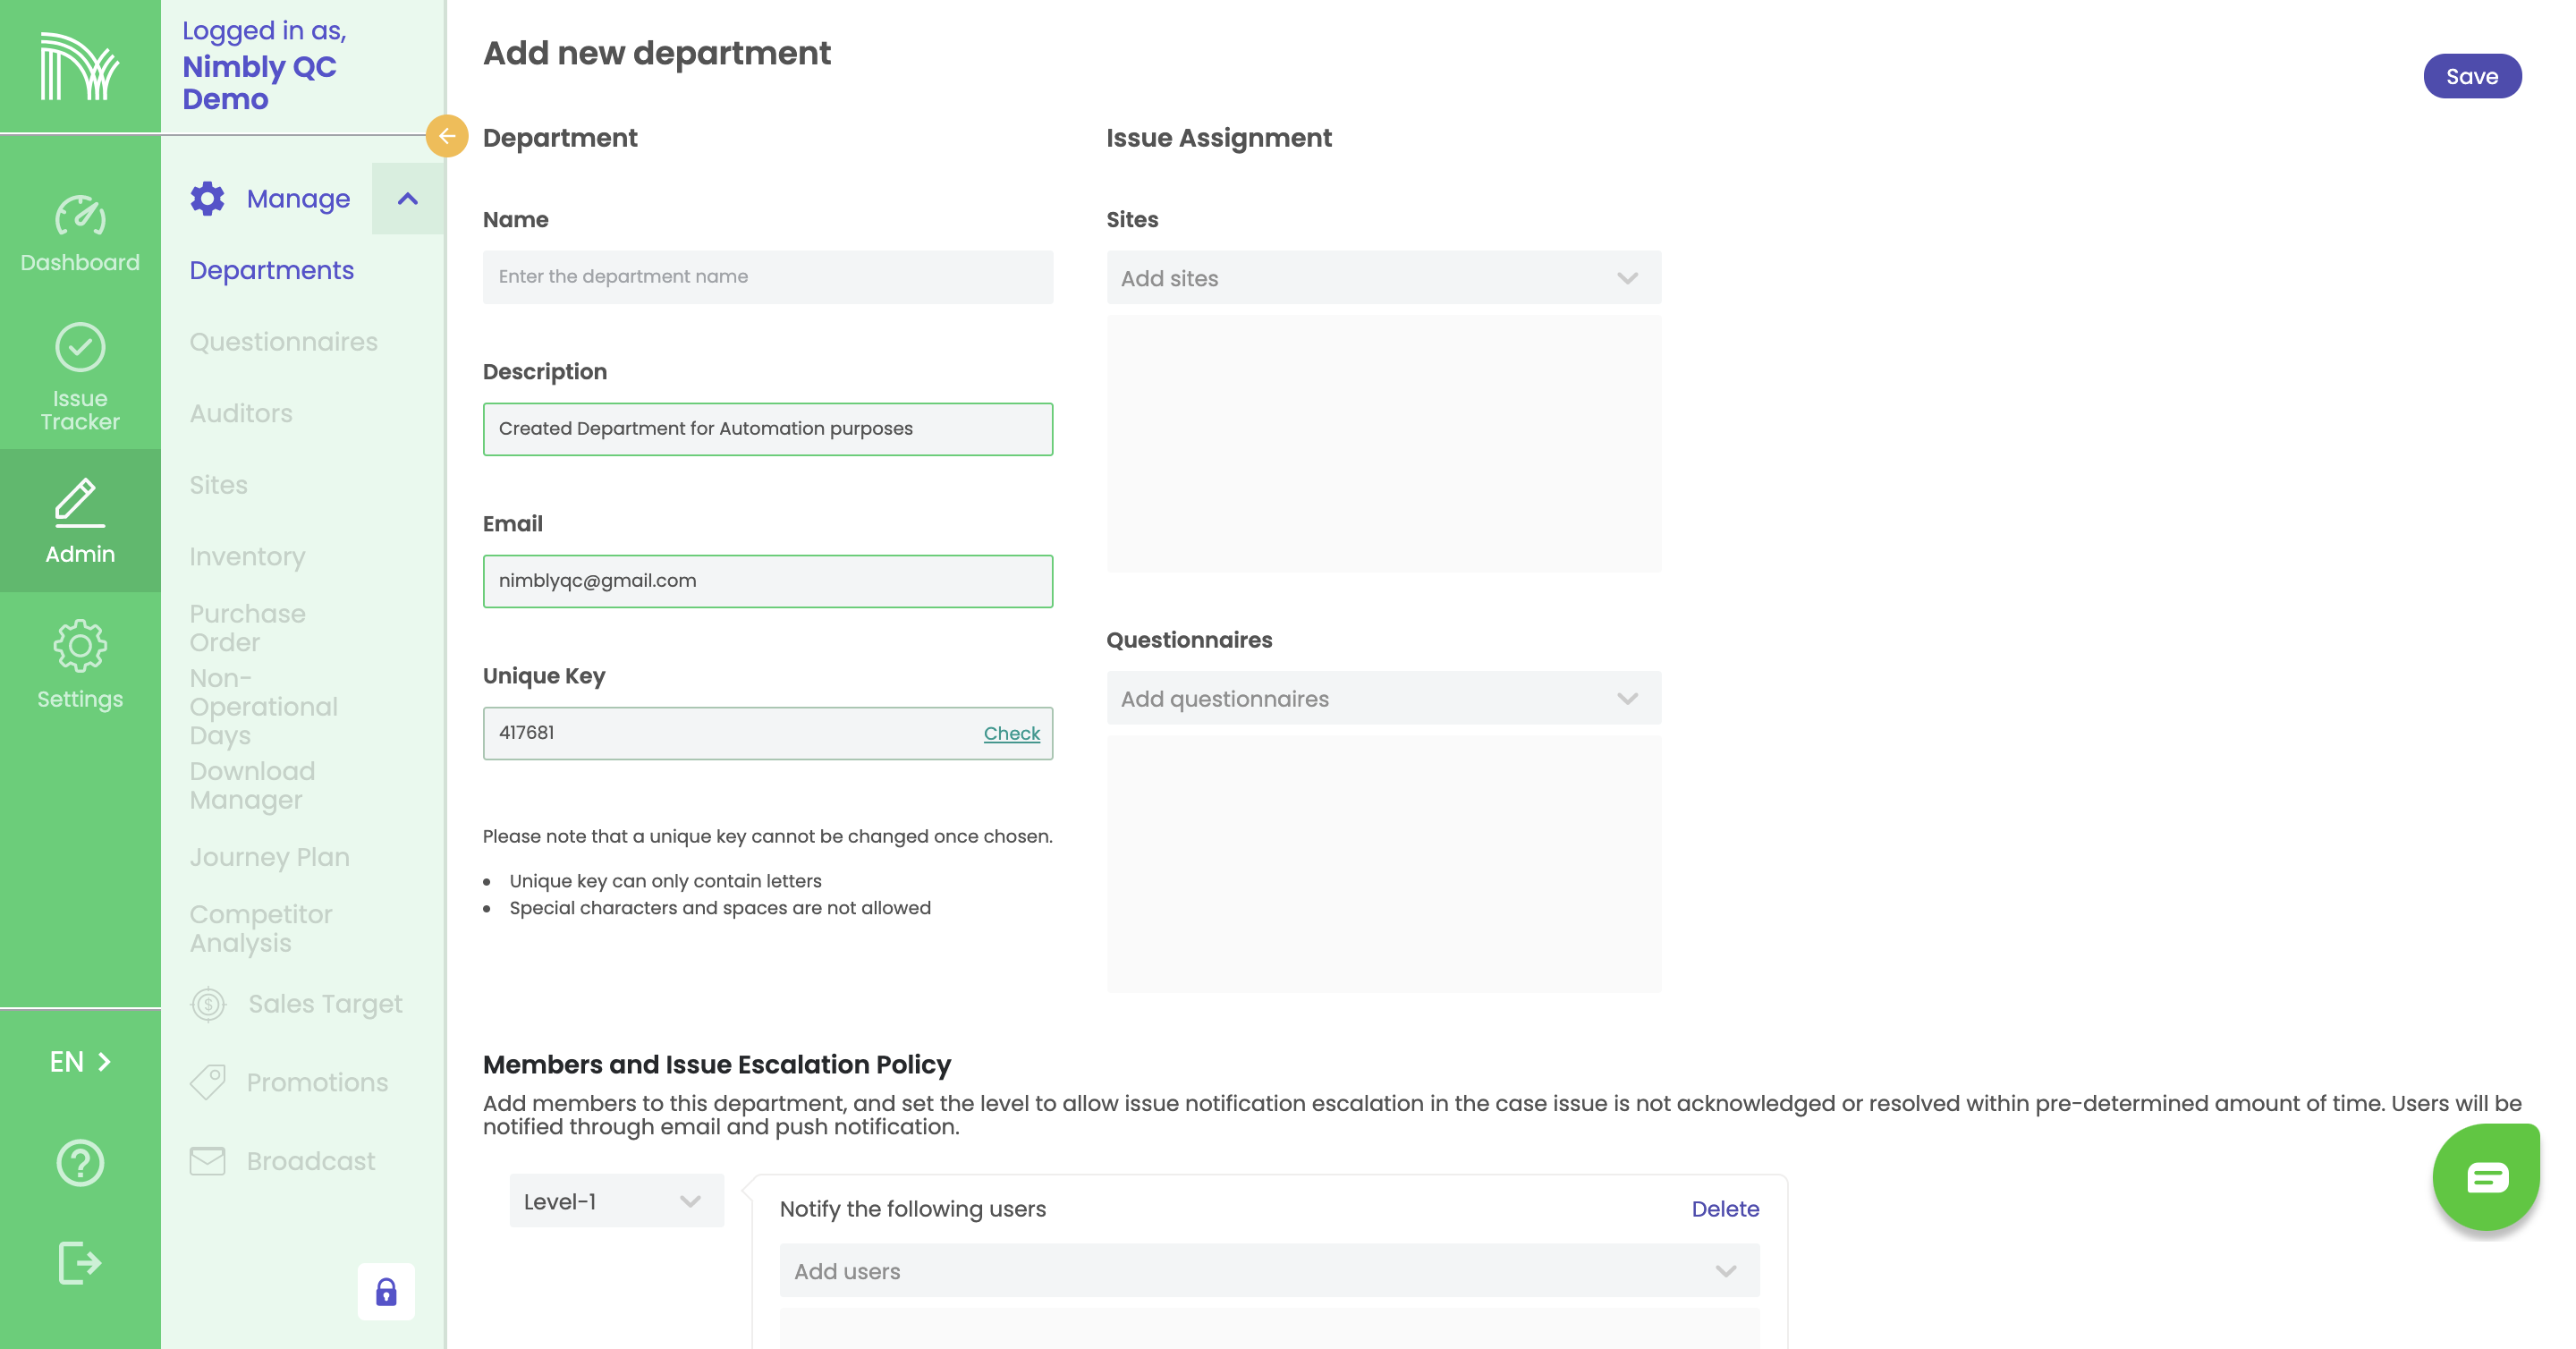 Logged in as,
Nimbly QC
Demo
Dashboard
Issue
Tracker
Admin
Settings
EN
Manage
Departments
Questionnaires
Auditors
Sites
Inventory
Purchase
Order
Non-
Operational
Days
Download
Manager
Journey Plan
Competitor
Analysis
Sales Target
Promotions
Broadcast
Add new department
Save
Department
Name
Enter the department name
Description
Created Department for Automation purposes
Email
nimblyqc@gmail.com
Unique Key
417681 Check
Please note that a unique key cannot be changed once chosen.
Unique key can only contain letters
Special characters and spaces are not allowed
Issue Assignment
Sites
Add sites
Questionnaires
Add questionnaires
Members and Issue Escalation Policy
Add members to this department, and set the level to allow issue notification escalation in the case issue is not acknowledged or resolved within pre-determined amount of time. Users will be
notified through email and push notification.
Level-1
Notify the following users Delete
Add users